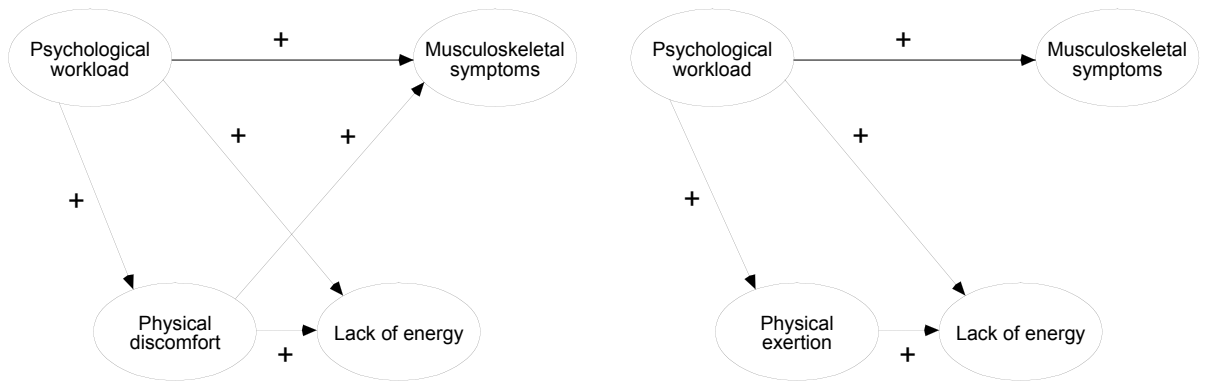 Psychological
workload
+
Musculoskeletal
symptoms
+
+
+
Physical
discomfort
+
Lack of energy
Psychological
workload
+
Musculoskeletal
symptoms
+
+
Physical
exertion
+
Lack of energy